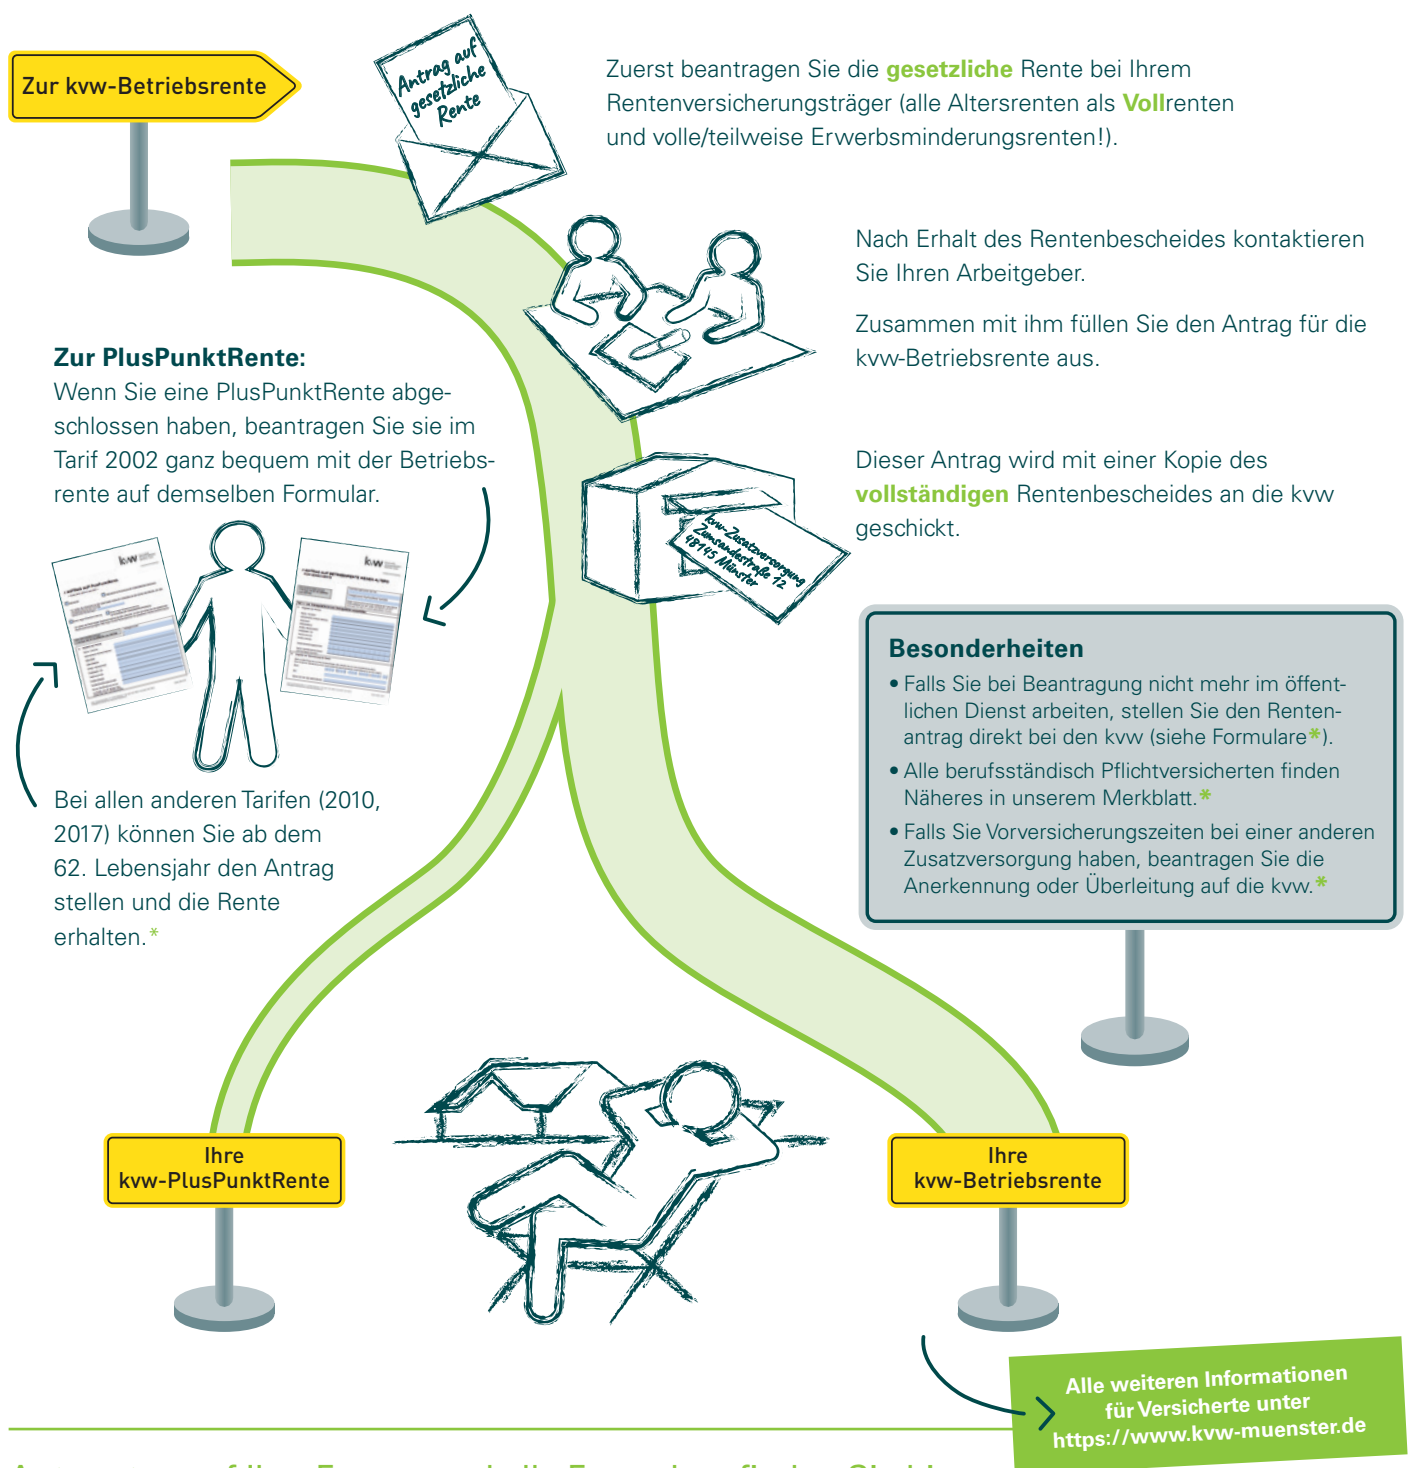 Zur kvw-Betriebsrente
Antrag auf
gesetzliche
Rente
Zuerst beantragen Sie die gesetzliche Rente bei Ihrem
Rentenversicherungsträger (alle Altersrenten als Vollrenten
und volle/teilweise Erwerbsminderungsrenten!).
Nach Erhalt des Rentenbescheides kontaktieren
Sie Ihren Arbeitgeber.
Zusammen mit ihm füllen Sie den Antrag für die
kvw-Betriebsrente aus.
Zur PlusPunktRente:
Wenn Sie eine PlusPunktRente abge-
schlossen haben, beantragen Sie sie im
Tarif 2002 ganz bequem mit der Betriebs-
rente auf demselben Formular.
Dieser Antrag wird mit einer Kopie des
vollständigen Rentenbescheides an die kvw
geschickt.
kvw-Zusatzversorgung
Zumsandestraße 12
48145 Münster
kvw
kvw
Besonderheiten
• Falls Sie bei Beantragung nicht mehr im öffent-
lichen Dienst arbeiten, stellen Sie den Renten-
antrag direkt bei den kvw (siehe Formulare*).
• Alle berufsständisch Pflichtversicherten finden
Näheres in unserem Merkblatt.*
• Falls Sie Vorversicherungszeiten bei einer anderen
Zusatzversorgung haben, beantragen Sie die
Anerkennung oder Überleitung auf die kvw.*
Bei allen anderen Tarifen (2010,
2017) können Sie ab dem
62. Lebensjahr den Antrag
stellen und die Rente
erhalten.*
Ihre
kvw-PlusPunktRente
Ihre
kvw-Betriebsrente
Alle weiteren Informationen
für Versicherte unter
https://www.kvw-muenster.de